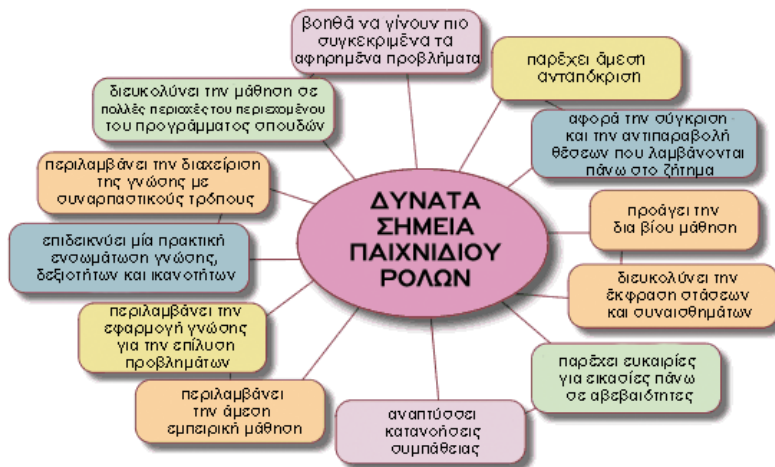 βοηθά να γίνουν πιο
συγκεκριμένα τα
αφηρημένα προβλήματα
παρέχει άμεση
ανταπόκριση
διευκολύνει την μάθηση σε
πολλές περιοχές του περιεχομένου
του προγράμματος σπουδών
αφορά την σύγκριση
και την αντιπαραβολή
θέσεων που λαμβάνονται
πάνω στο ζήτημα
περιλαμβάνει την διαχείριση
της γνώσης με
συναρπαστικούς τρόπους
ΔΥΝΑΤΑ
ΣΗΜΕΙΑ
ΠΑΙΧΝΙΔΙΟΥ
ΡΟΛΩΝ
προάγει την
δια βίου μάθηση
επιδεικνύει μία πρακτική
ενσωμάτωση γνώσης,
δεξιοτήτων και ικανοτήτων
διευκολύνει την
έκφραση στάσεων
και συναισθημάτων
περιλαμβάνει την
εφαρμογή γνώσης
για την επίλυση
προβλημάτων
παρέχει ευκαιρίες
για εικασίες πάνω
σε αβεβαιότητες
περιλαμβάνει
την άμεση
εμπειρική μάθηση
αναπτύσσει
κατανοήσεις
συμπάθειας